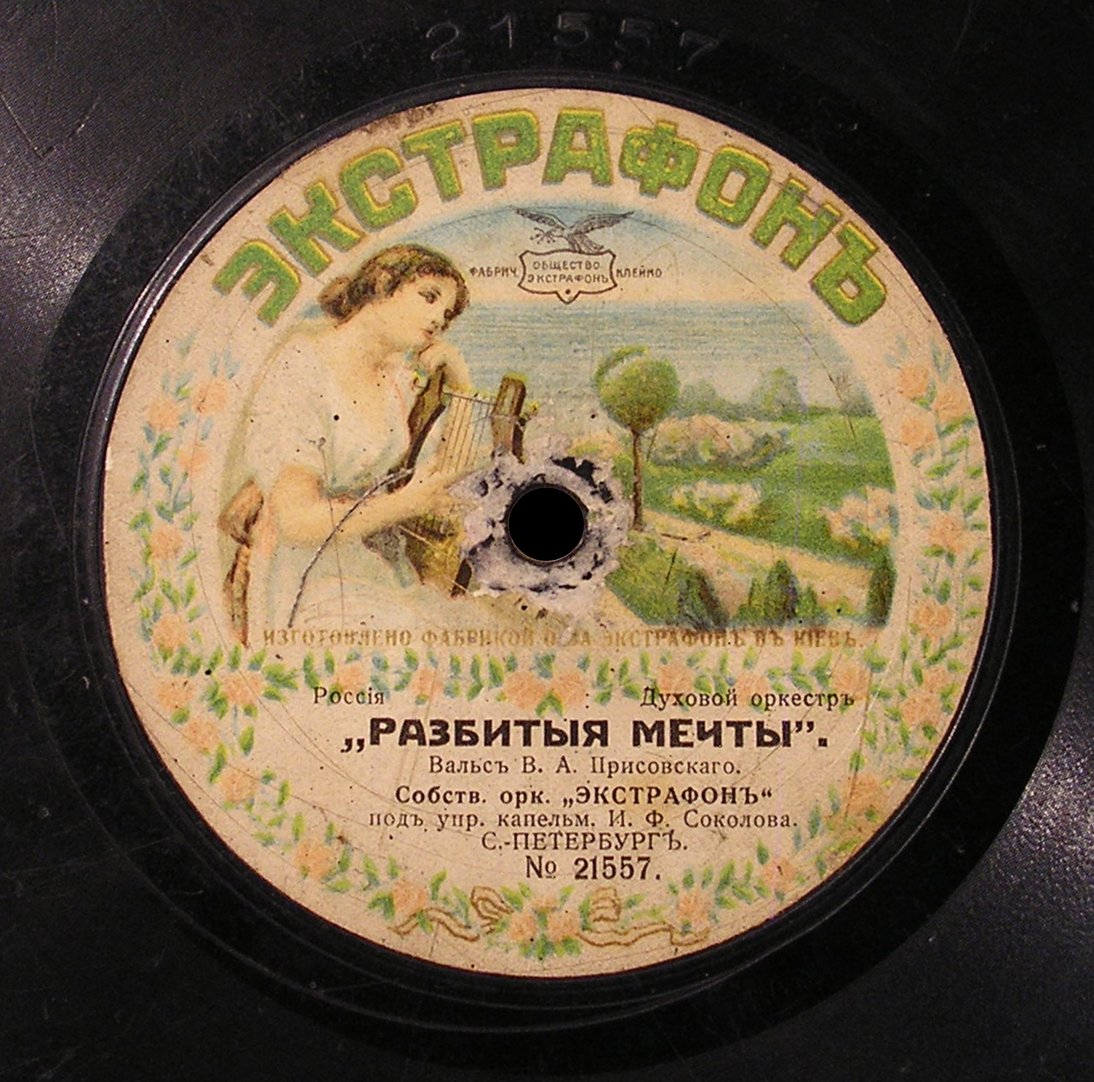 21557
ЭКСТРАФОНЪ
ФАБРИЧ. ОБЩЕСТВО ЭКСТРАФОНЪ КЛЕЙМО
ИЗГОТОВЛЕНО ФАБРИКОЙ О-ВА ЭКСТРАФОНЪ ВЪ КІЕВѢ.
Россія Духовой оркестръ
„РАЗБИТЫЯ МЕЧТЫ”.
Вальсъ В. А. Присовскаго.
Собств. орк. „ЭКСТРАФОНЪ“
подъ упр. капельм. И. Ф. Соколова.
С.-ПЕТЕРБУРГЪ.
№ 21557.